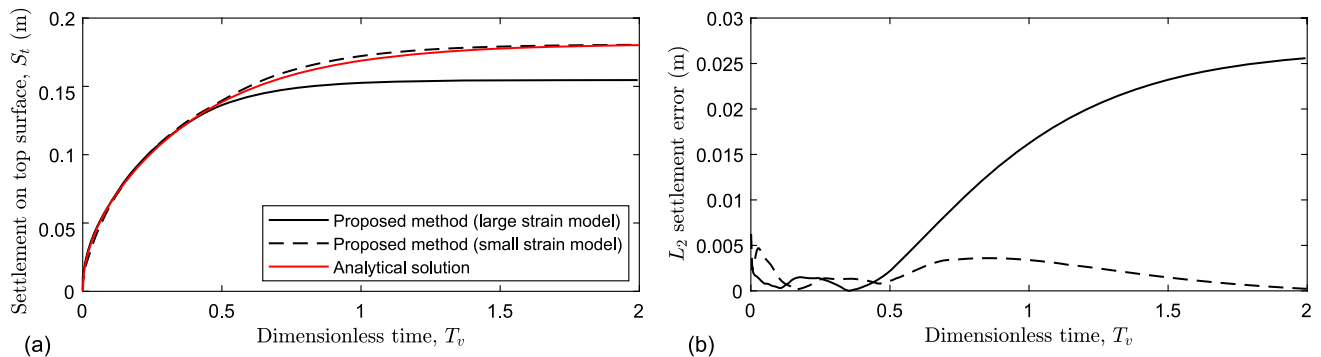 Settlement on top surface, S_t (m)
0.2
0.15
0.1
0.05
0
Proposed method (large strain model)
Proposed method (small strain model)
Analytical solution
0 0.5 1 1.5 2
Dimensionless time, T_v
(a)
L_2 settlement error (m)
0.03
0.025
0.02
0.015
0.01
0.005
0
0 0.5 1 1.5 2
Dimensionless time, T_v
(b)